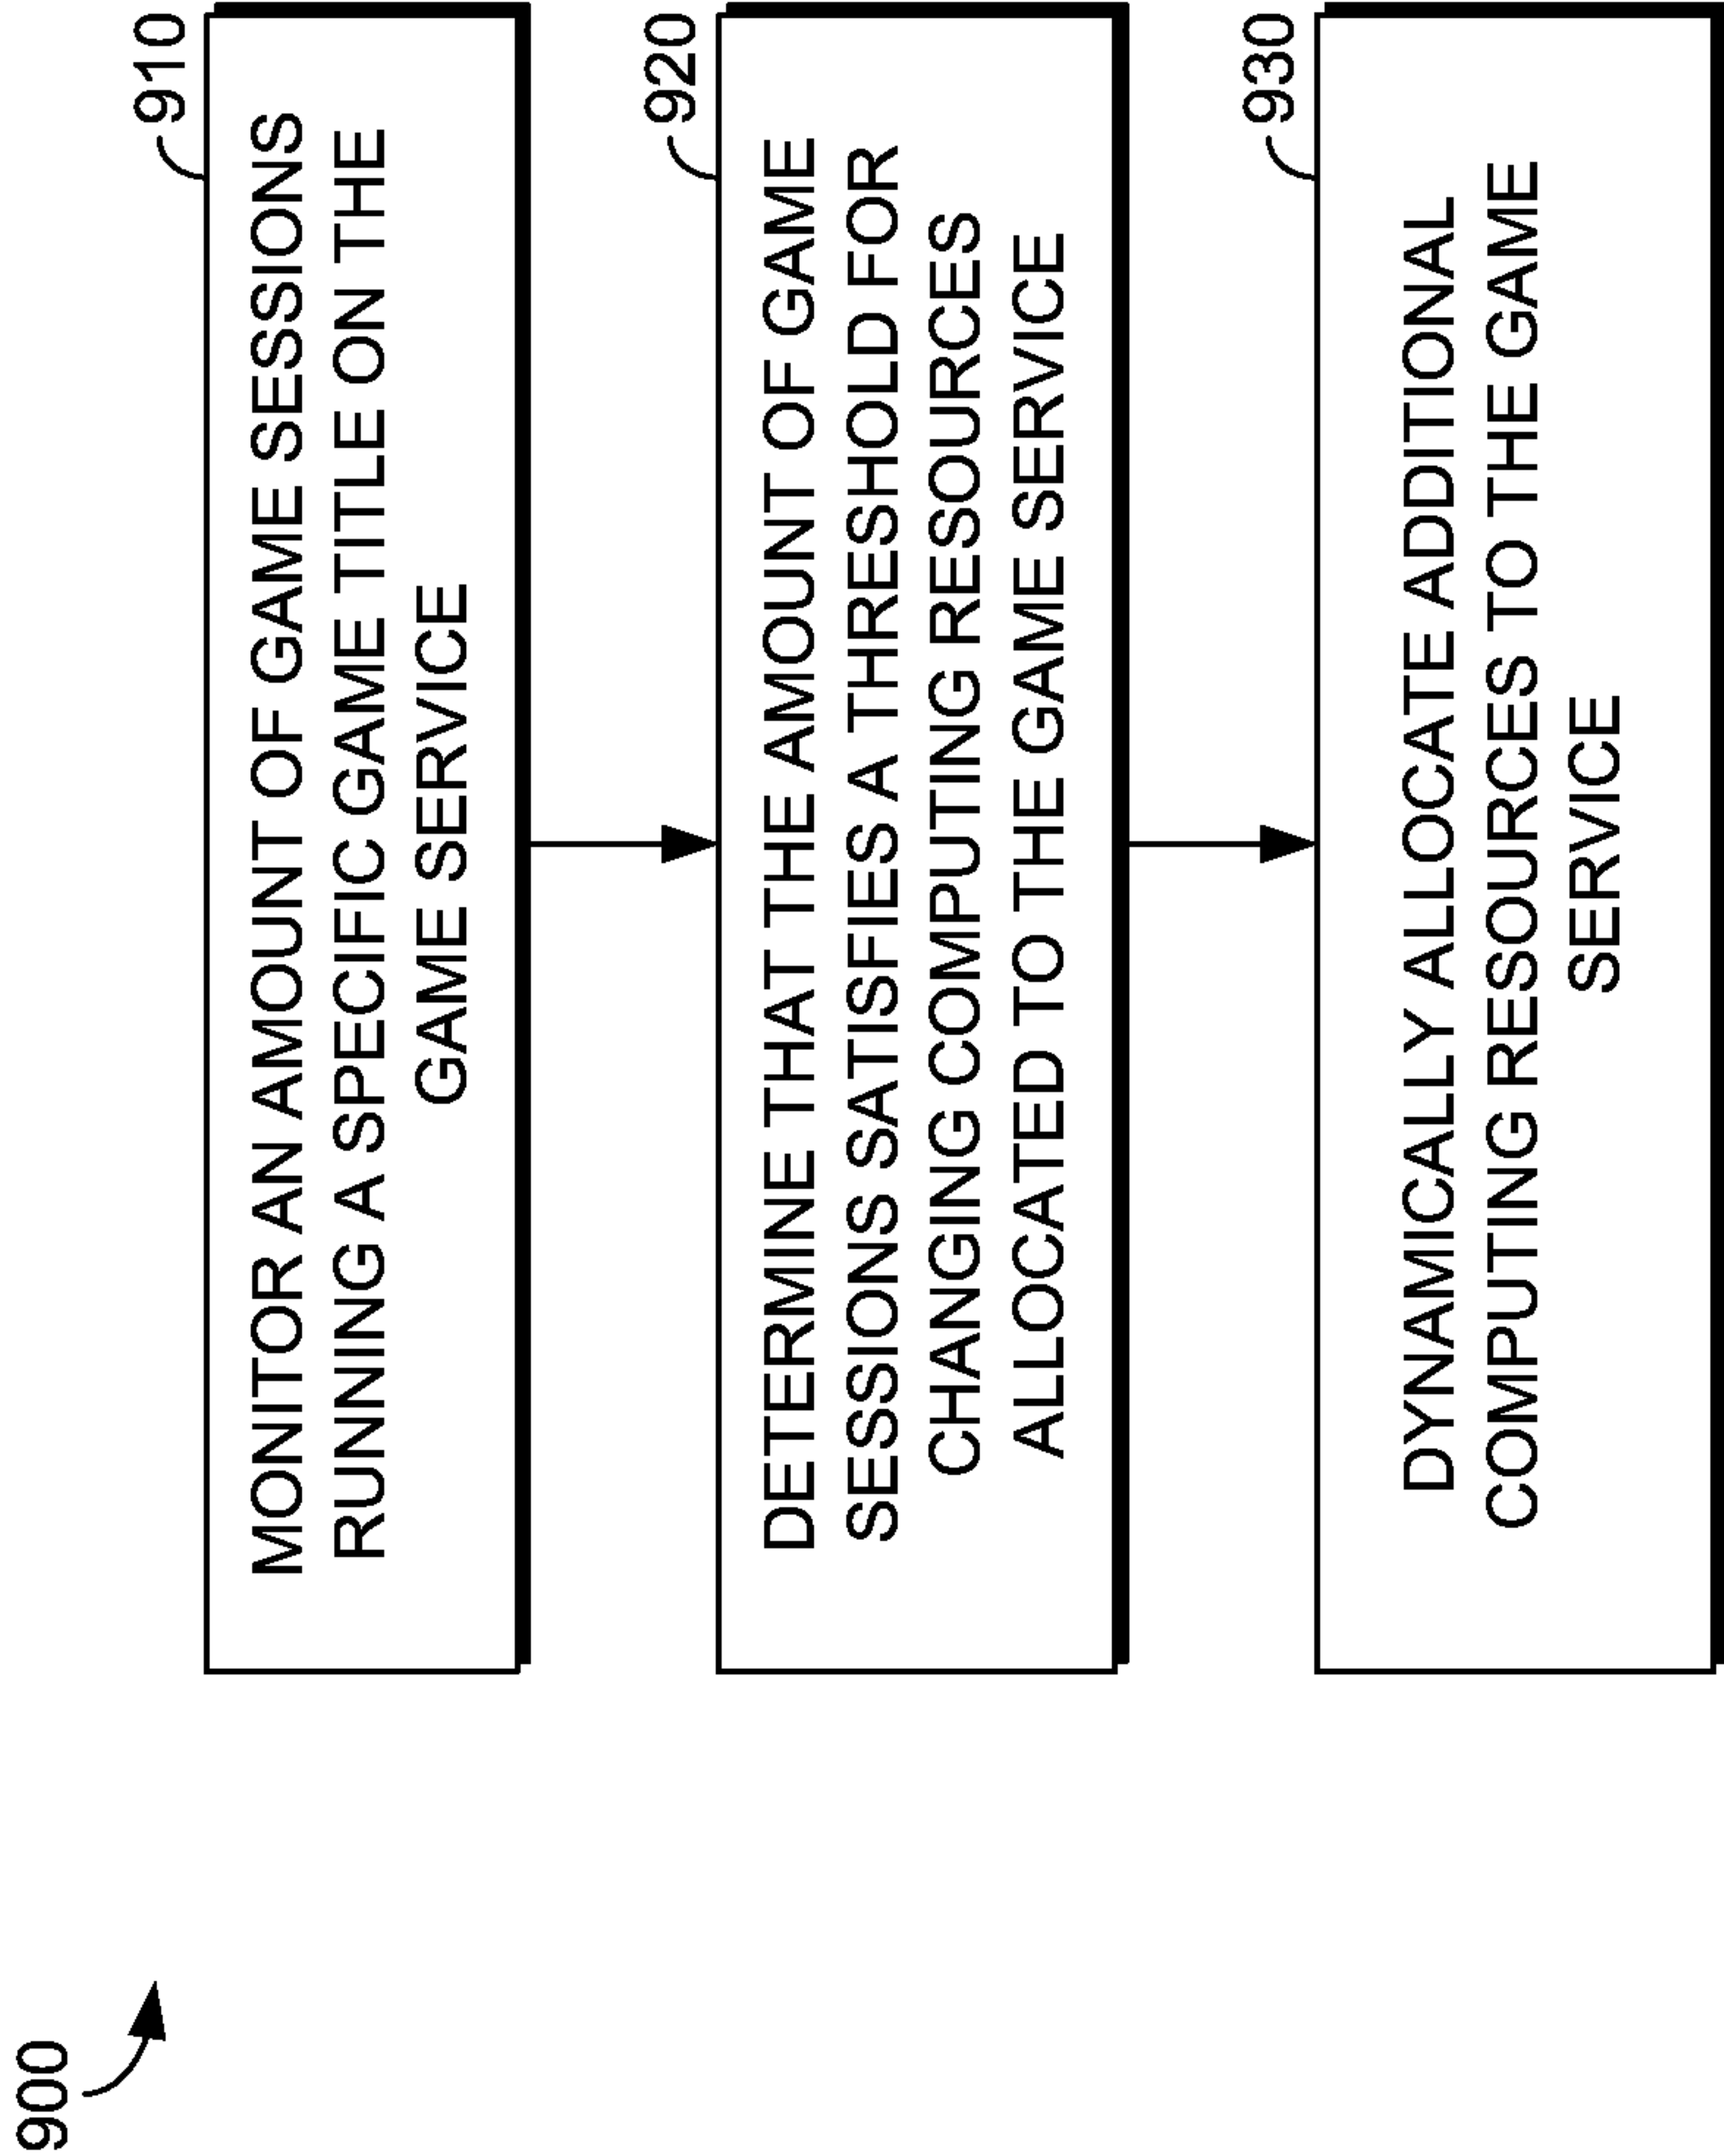 900
910
MONITOR AN AMOUNT OF GAME SESSIONS
RUNNING A SPECIFIC GAME TITLE ON THE
GAME SERVICE
920
DETERMINE THAT THE AMOUNT OF GAME
SESSIONS SATISFIES A THRESHOLD FOR
CHANGING COMPUTING RESOURCES
ALLOCATED TO THE GAME SERVICE
930
DYNAMICALLY ALLOCATE ADDITIONAL
COMPUTING RESOURCES TO THE GAME
SERVICE